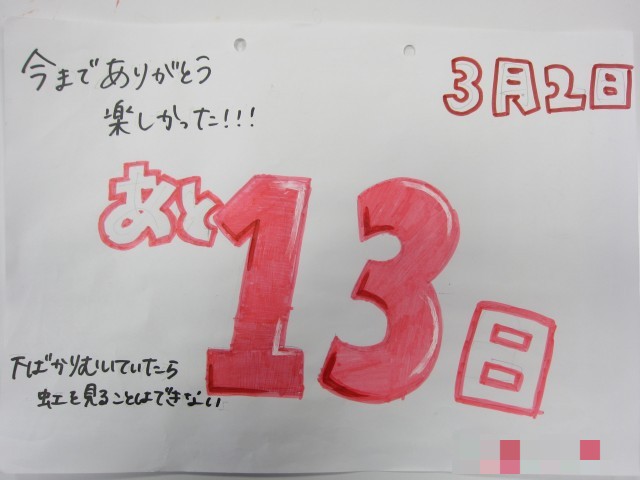 今までありがとう
楽しかった!!!
3月2日
あと13日
下ばかりむいていたら
虹を見ることはできない